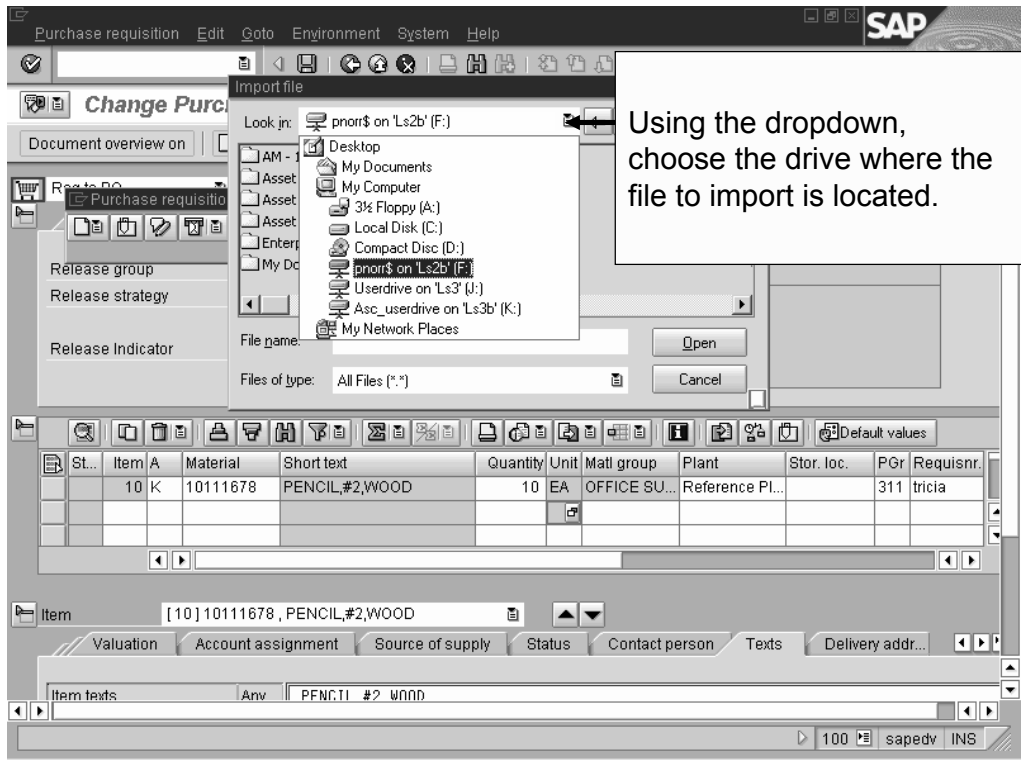 Purchase requisition Edit Goto Environment System Help
SAP
Change Purc
Import file
Look in: pnorr$ on 'Ls2b' (F:)
Using the dropdown,
choose the drive where the
file to import is located.
Document overview on
Desktop
My Documents
My Computer
3½ Floppy (A:)
Local Disk (C:)
Compact Disc (D:)
pnorr$ on 'Ls2b' (F:)
Userdrive on 'Ls3' (J:)
Asc_userdrive on 'Ls3b' (K:)
My Network Places
AM - 
Asset
Asset
Asset
Enterp
My Do
Purchase requisitio
Release group
Release strategy
Release Indicator
File name:
Open
Files of type: All Files (*.*)
Cancel
Default values
St... Item A Material Short text Quantity Unit Matl group Plant Stor. loc. PGr Requisnr.
10 K 10111678 PENCIL,#2,WOOD 10 EA OFFICE SU... Reference Pl... 311 tricia
Item [ 10 ] 10111678 , PENCIL,#2,WOOD
Valuation Account assignment Source of supply Status Contact person Texts Delivery addr...
Item texts Any PENCIL,#2,WOOD
100 sapedv INS